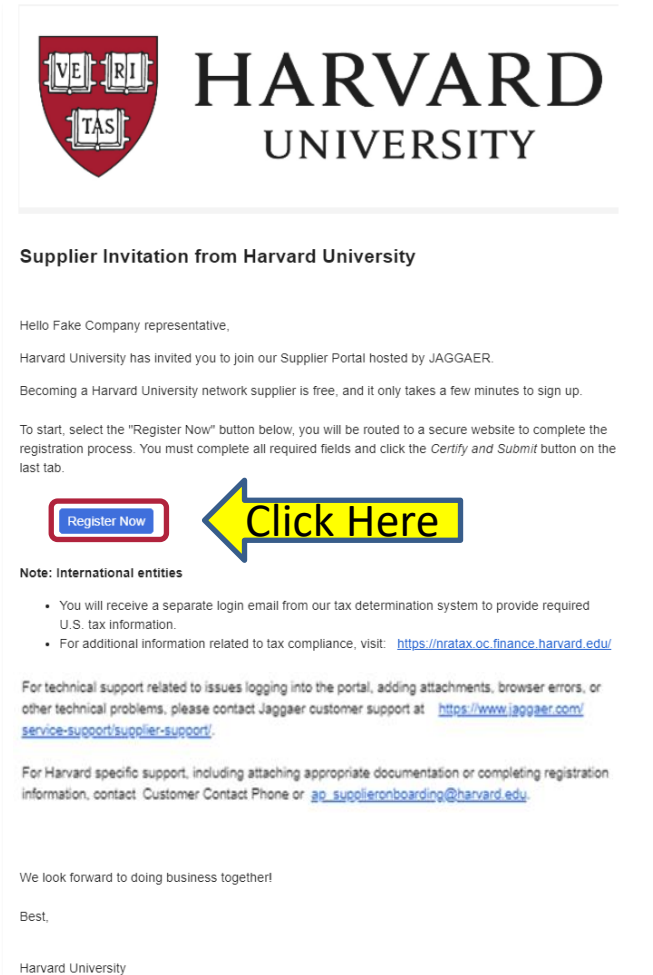 VE RI
TAS
HARVARD
UNIVERSITY
Supplier Invitation from Harvard University
Hello Fake Company representative,
Harvard University has invited you to join our Supplier Portal hosted by JAGGAER.
Becoming a Harvard University network supplier is free, and it only takes a few minutes to sign up.
To start, select the "Register Now" button below, you will be routed to a secure website to complete the
registration process. You must complete all required fields and click the Certify and Submit button on the
last tab.
Register Now
Click Here
Note: International entities
• You will receive a separate login email from our tax determination system to provide required
U.S. tax information.
• For additional information related to tax compliance, visit: https://nratax.oc.finance.harvard.edu/
For technical support related to issues logging into the portal, adding attachments, browser errors, or
other technical problems, please contact Jaggaer customer support at https://www.jaggaer.com/
service-support/supplier-support/.
For Harvard specific support, including attaching appropriate documentation or completing registration
information, contact Customer Contact Phone or ap_supplieronboarding@harvard.edu.
We look forward to doing business together!
Best,
Harvard University